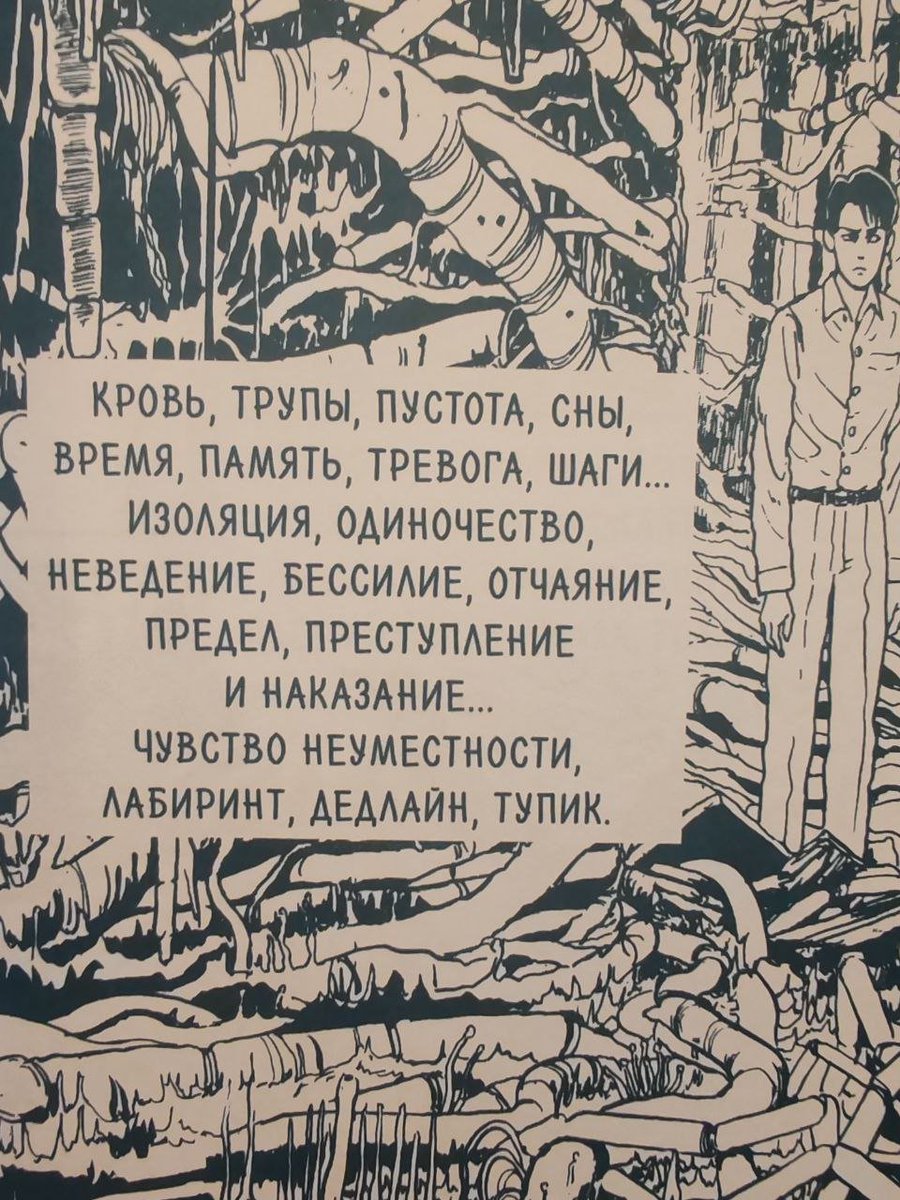 КРОВЬ, ТРУПЫ, ПУСТОТА, СНЫ,
ВРЕМЯ, ПАМЯТЬ, ТРЕВОГА, ШАГИ...
ИЗОЛЯЦИЯ, ОДИНОЧЕСТВО,
НЕВЕДЕНИЕ, БЕССИЛИЕ, ОТЧАЯНИЕ,
ПРЕДЕЛ, ПРЕСТУПЛЕНИЕ
И НАКАЗАНИЕ...
ЧУВСТВО НЕУМЕСТНОСТИ,
ЛАБИРИНТ, ДЕДЛАЙН, ТУПИК.